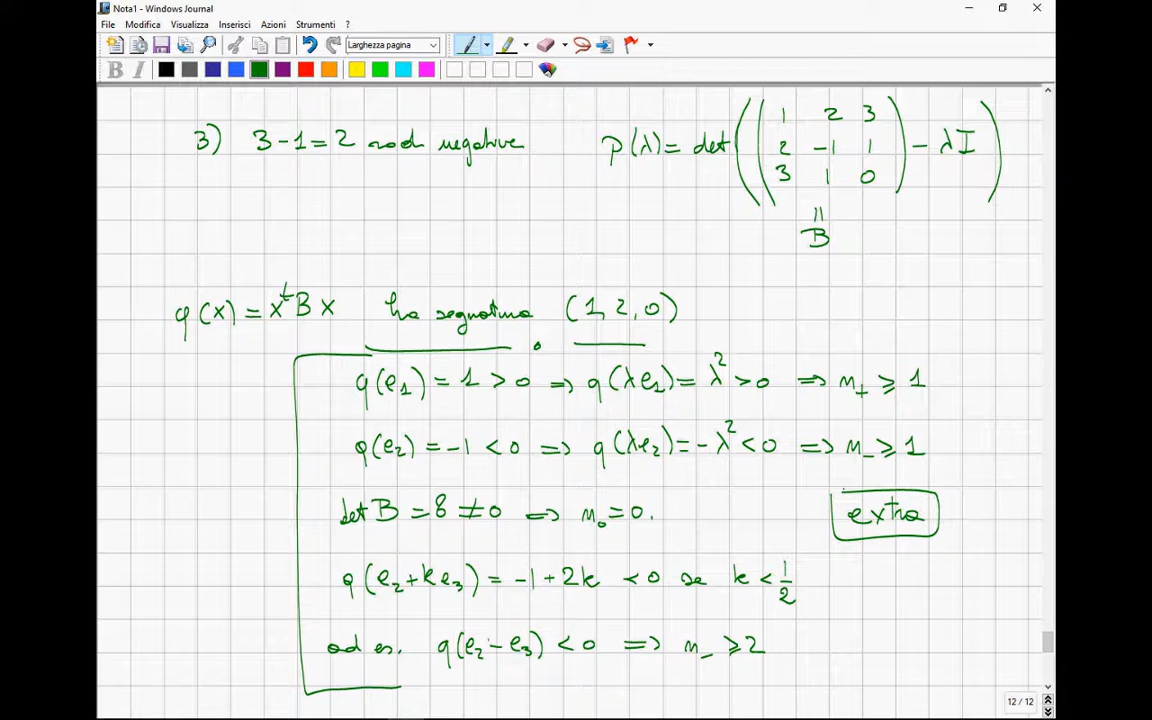 Nota1 - Windows Journal
File Modifica Visualizza Inserisci Azioni Strumenti ?
Larghezza pagina
3) 3-1=2 rad. negative p(λ)= det((1 2 3
2 -1 1
3 1 0) - λI)
||
B
q(x)=xᵗBx ha segnatura (1,2,0)
q(e₁)=1>0 ⇒ q(λe₁)=λ²>0 ⇒ n₊≥1
q(e₂)=-1<0 ⇒ q(λe₂)=-λ²<0 ⇒ n₋≥1
det B=8≠0 ⇒ n₀=0.
extra
q(e₂+ke₃)=-1+2k <0 se k<1/2
ad es. q(e₂-e₃)<0 ⇒ n₋≥2
12 / 12